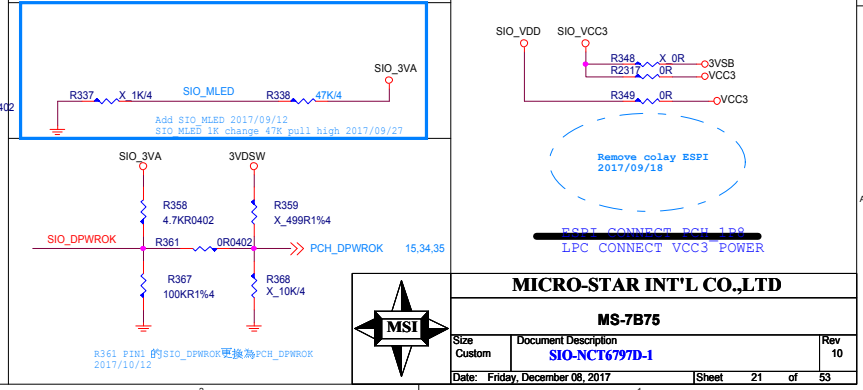 SIO_3VA
R337 X_1K/4 SIO_MLED R338 47K/4
402
Add SIO_MLED 2017/09/12
SIO_MLED 1K change 47K pull high 2017/09/27
SIO_VDD SIO_VCC3
R348 X_0R 3VSB
R2317 0R VCC3
R349 0R VCC3
Remove colay ESPI
2017/09/18
ESPI CONNECT PCH_1P8
LPC CONNECT VCC3 POWER
SIO_3VA 3VDSW
R358 R359
4.7KR0402 X_499R1%4
SIO_DPWROK R361 0R0402 PCH_DPWROK 15,34,35
R367 R368
100KR1%4 X_10K/4
R361 PIN1 的SIO_DPWROK更換為PCH_DPWROK
2017/10/12
MSI
MICRO-STAR INT'L CO.,LTD
MS-7B75
Size Document Description Rev
Custom SIO-NCT6797D-1 10
Date: Friday, December 08, 2017 Sheet 21 of 53